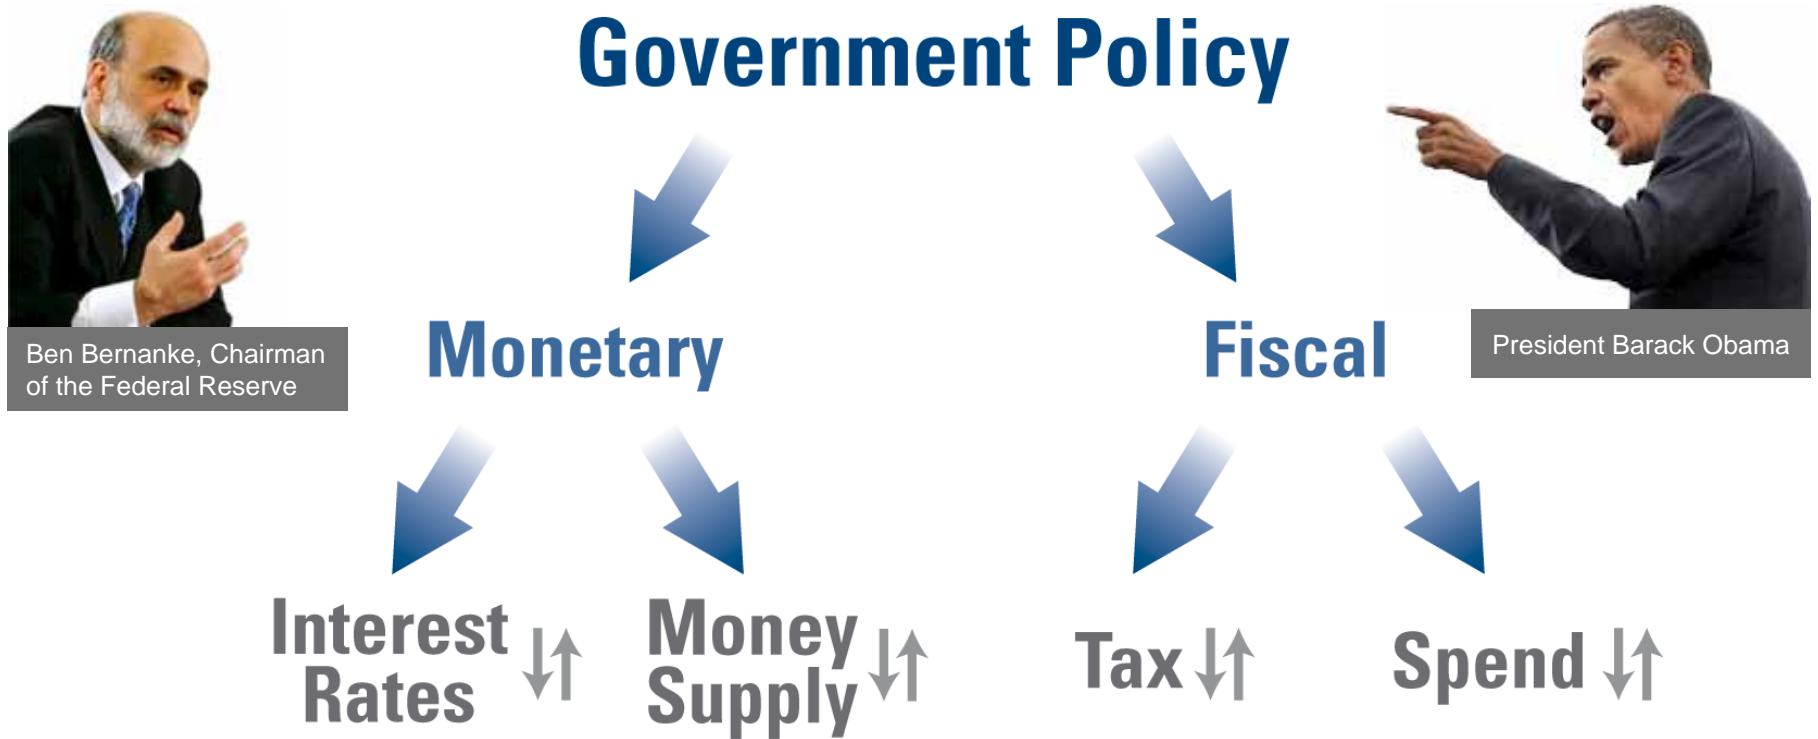 Government Policy
Ben Bernanke, Chairman
of the Federal Reserve
Monetary
Fiscal
President Barack Obama
Interest
Rates
Money
Supply
Tax
Spend